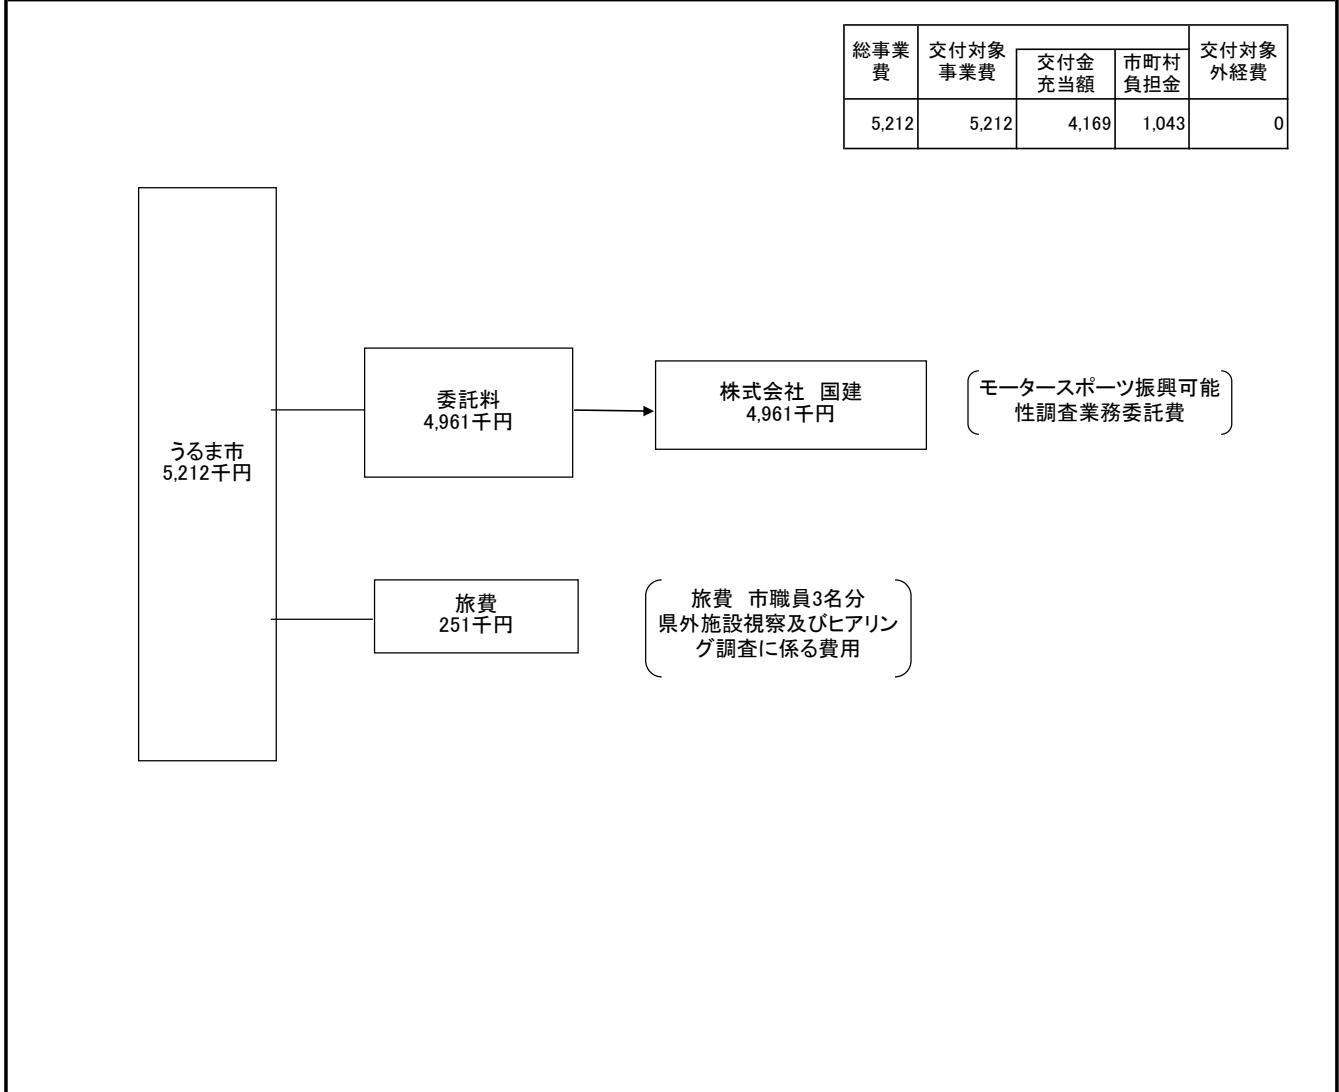 総事業
費
交付対象
事業費
交付金
充当額
市町村
負担金
交付対象
外経費
5,212 5,212 4,169 1,043 0
うるま市
5,212千円
委託料
4,961千円
株式会社　国建
4,961千円
モータースポーツ振興可能
性調査業務委託費
旅費
251千円
旅費　市職員3名分
県外施設視察及びヒアリン
グ調査に係る費用